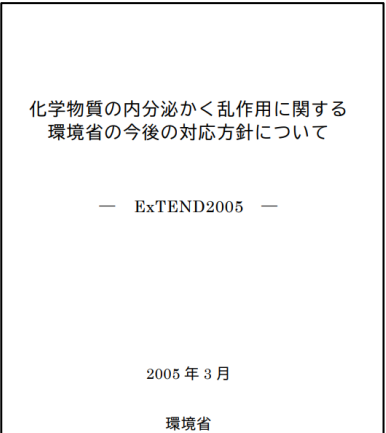 化学物質の内分泌かく乱作用に関する
環境省の今後の対応方針について
― ExTEND2005 ―
2005 年 3 月
環境省